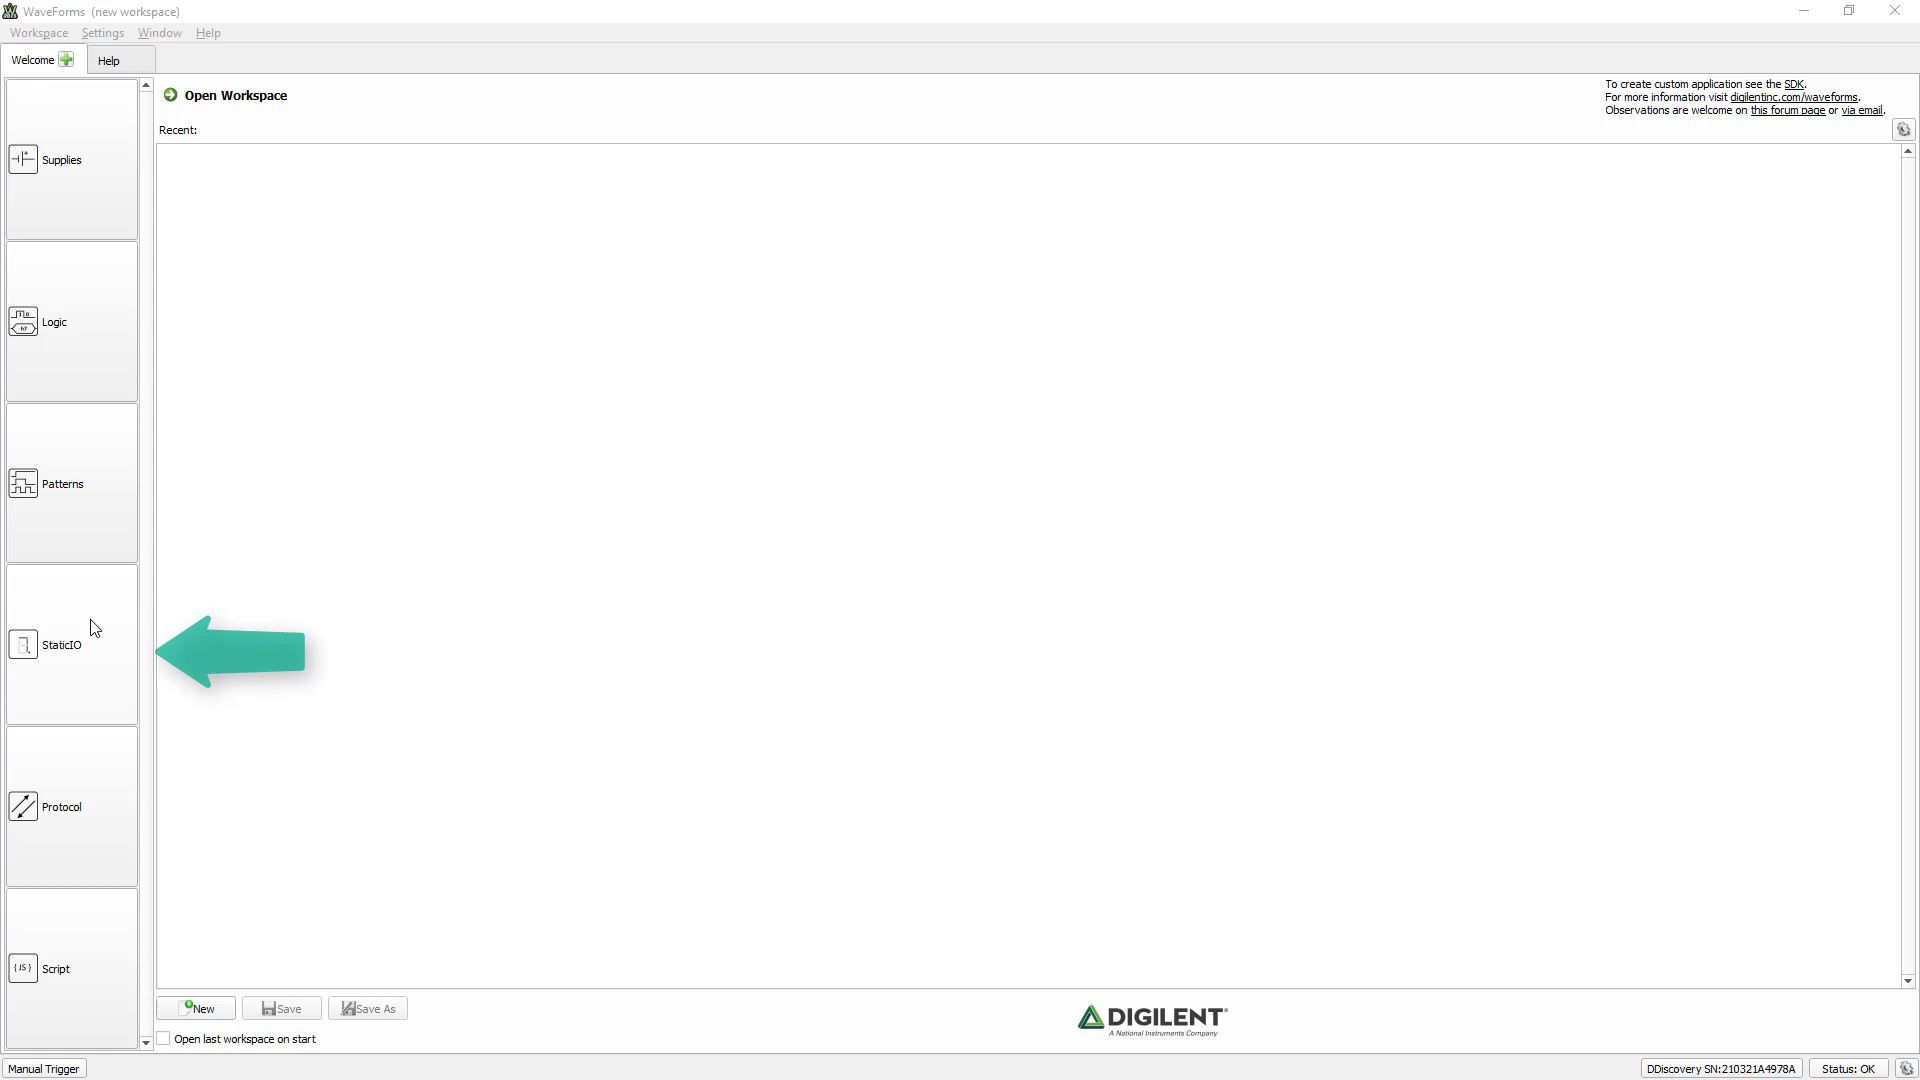 WaveForms (new workspace)
Workspace Settings Window Help
Welcome Help
Open Workspace
To create custom application see the SDK.
For more information visit digilentinc.com/waveforms.
Observations are welcome on this forum page or via email.
Recent:
Supplies
Logic
Patterns
StaticIO
Protocol
{JS} Script
New Save Save As
DIGILENT
A National Instruments Company
Open last workspace on start
Manual Trigger
DDiscovery SN:210321A4978A Status: OK